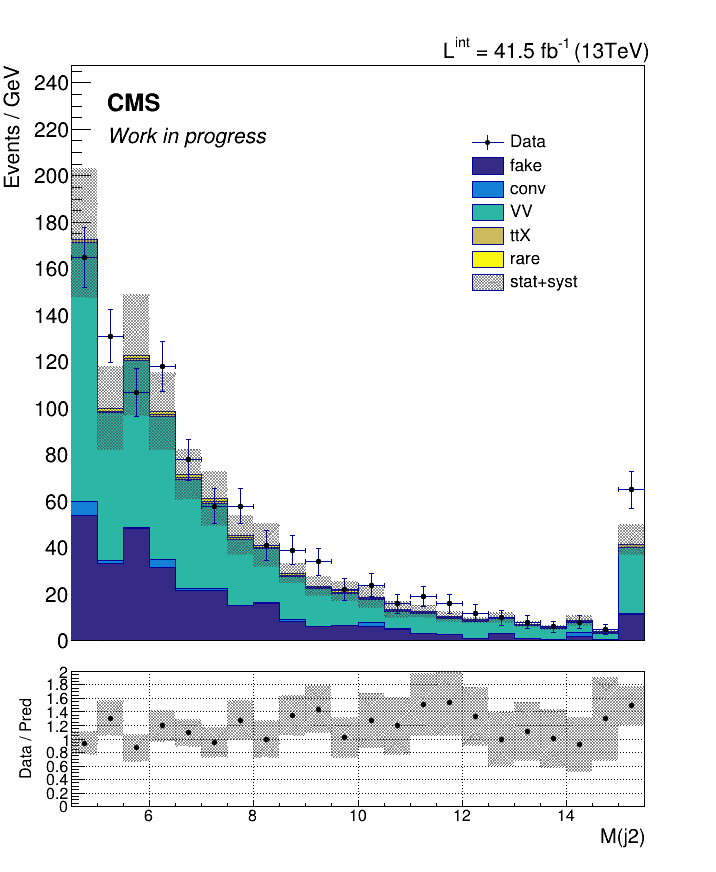 L^int = 41.5 fb^-1 (13TeV)
Events / GeV
240
220
200
180
160
140
120
100
80
60
40
20
0
CMS
Work in progress
Data
fake
conv
VV
ttX
rare
stat+syst
Data / Pred
2
1.8
1.6
1.4
1.2
1
0.8
0.6
0.4
0.2
0
6 8 10 12 14
M(j2)